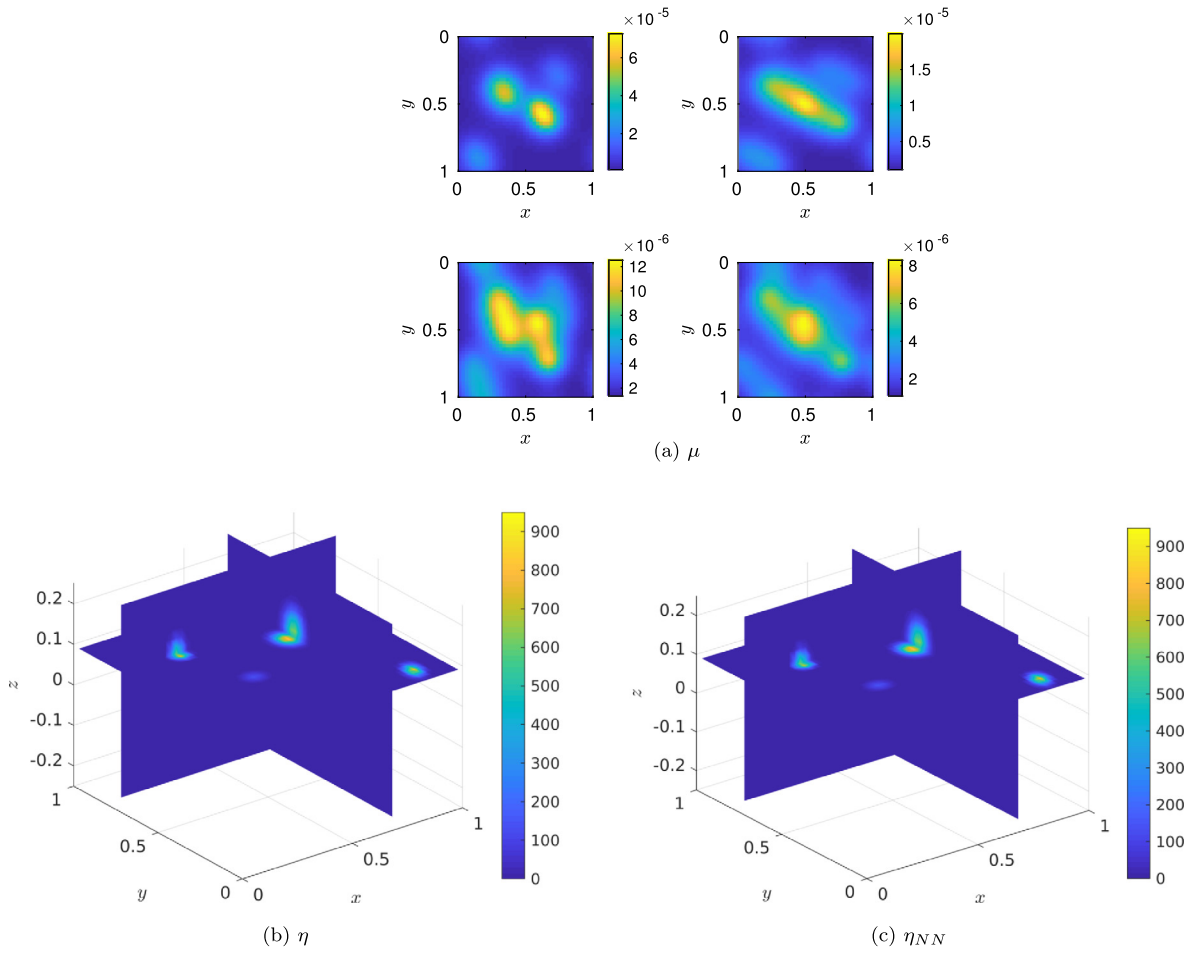 ×10⁻⁵ ×10⁻⁵
0 0
6 1.5
y 0.5 4 y 0.5 1
2 0.5
1 1
0 0.5 1 0 0.5 1
x x
×10⁻⁶ ×10⁻⁶
0 12 0 8
10
8 6
y 0.5 y 0.5
6 4
4
2 2
1 1
0 0.5 1 0 0.5 1
x x
(a) μ
900 900
800 800
0.2 700 0.2 700
0.1 600 0.1 600
z 0 500 z 0 500
-0.1 400 -0.1 400
-0.2 300 -0.2 300
1 200 1 200
1 100 1 100
0.5 0.5 0 0.5 0.5 0
y 0 0 x y 0 0 x
(b) η (c) ηNN